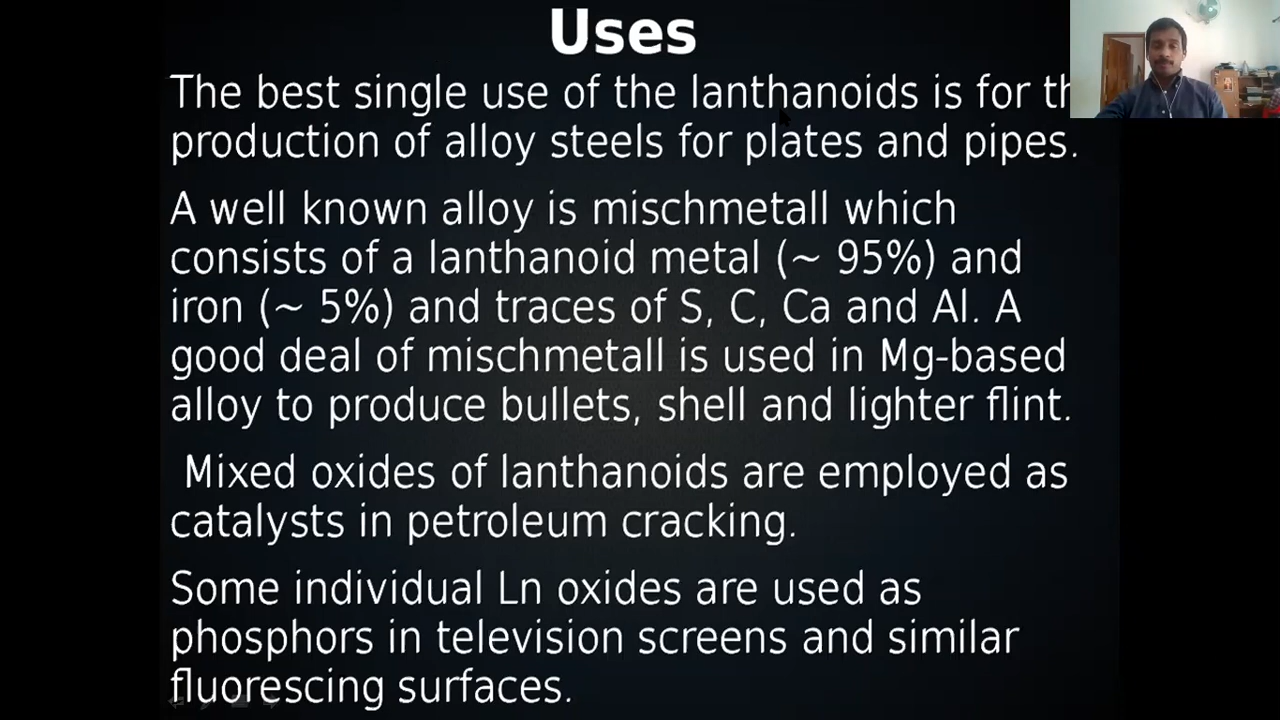 Uses
The best single use of the lanthanoids is for
production of alloy steels for plates and pipes.
A well known alloy is mischmetall which
consists of a lanthanoid metal (~ 95%) and
iron (~ 5%) and traces of S, C, Ca and Al. A
good deal of mischmetall is used in Mg-based
alloy to produce bullets, shell and lighter flint.
Mixed oxides of lanthanoids are employed as
catalysts in petroleum cracking.
Some individual Ln oxides are used as
phosphors in television screens and similar
fluorescing surfaces.